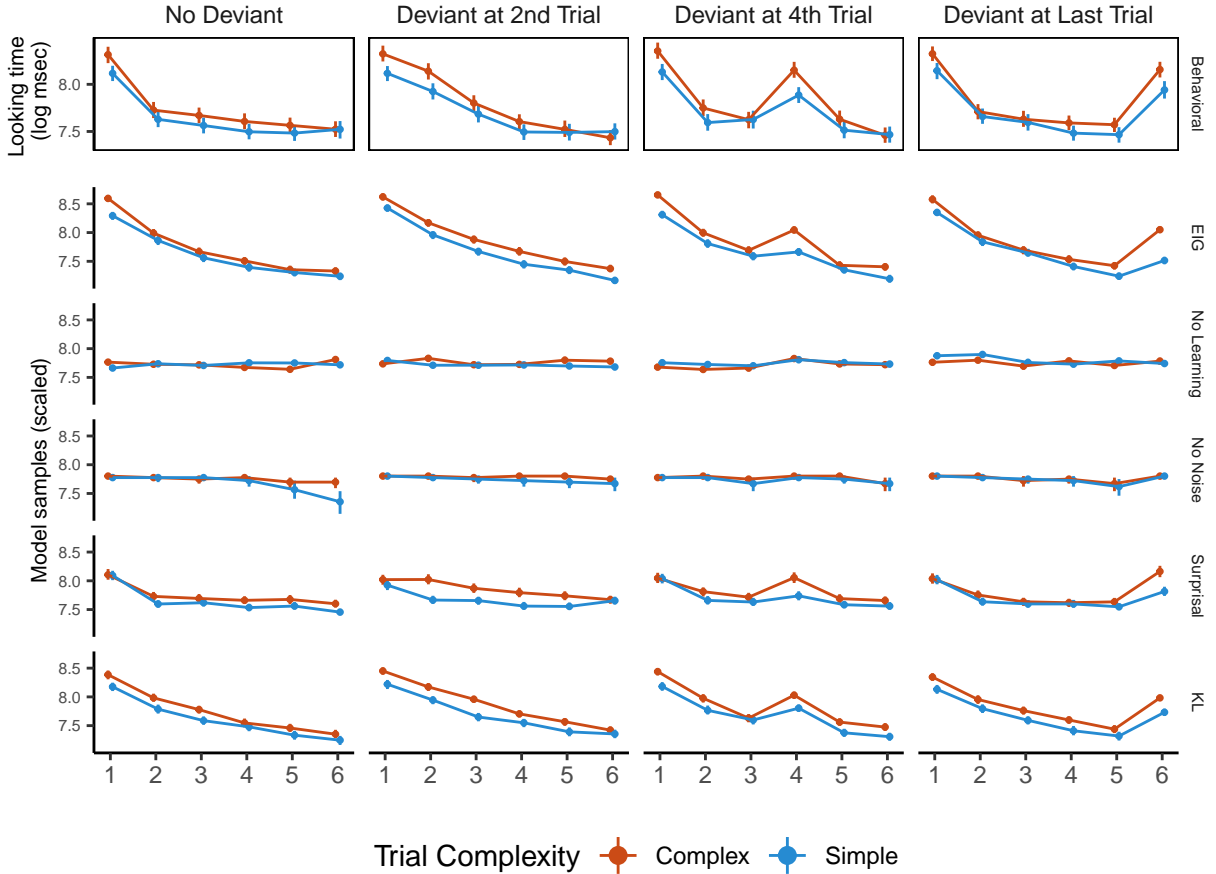 No Deviant
Deviant at 2nd Trial
Deviant at 4th Trial
Deviant at Last Trial
Looking time
(log msec)
8.0
7.5
Behavioral
Model samples (scaled)
8.5
8.0
7.5
EIG
8.5
8.0
7.5
No Learning
8.5
8.0
7.5
No Noise
8.5
8.0
7.5
Surprisal
8.5
8.0
7.5
KL
1 2 3 4 5 6
1 2 3 4 5 6
1 2 3 4 5 6
1 2 3 4 5 6
Trial Complexity Complex Simple